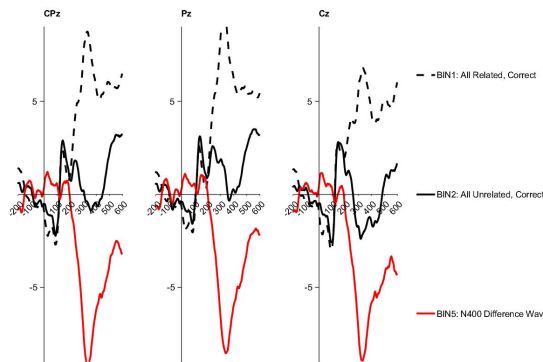 CPz Pz Cz
BIN1: All Related, Correct
5 5 5
BIN2: All Unrelated, Correct
-200 -100 0 100 200 300 400 500 600 -200 -100 0 100 200 300 400 500 600 -200 -100 0 100 200 300 400 500 600
-5 -5 -5
BIN5: N400 Difference Wav